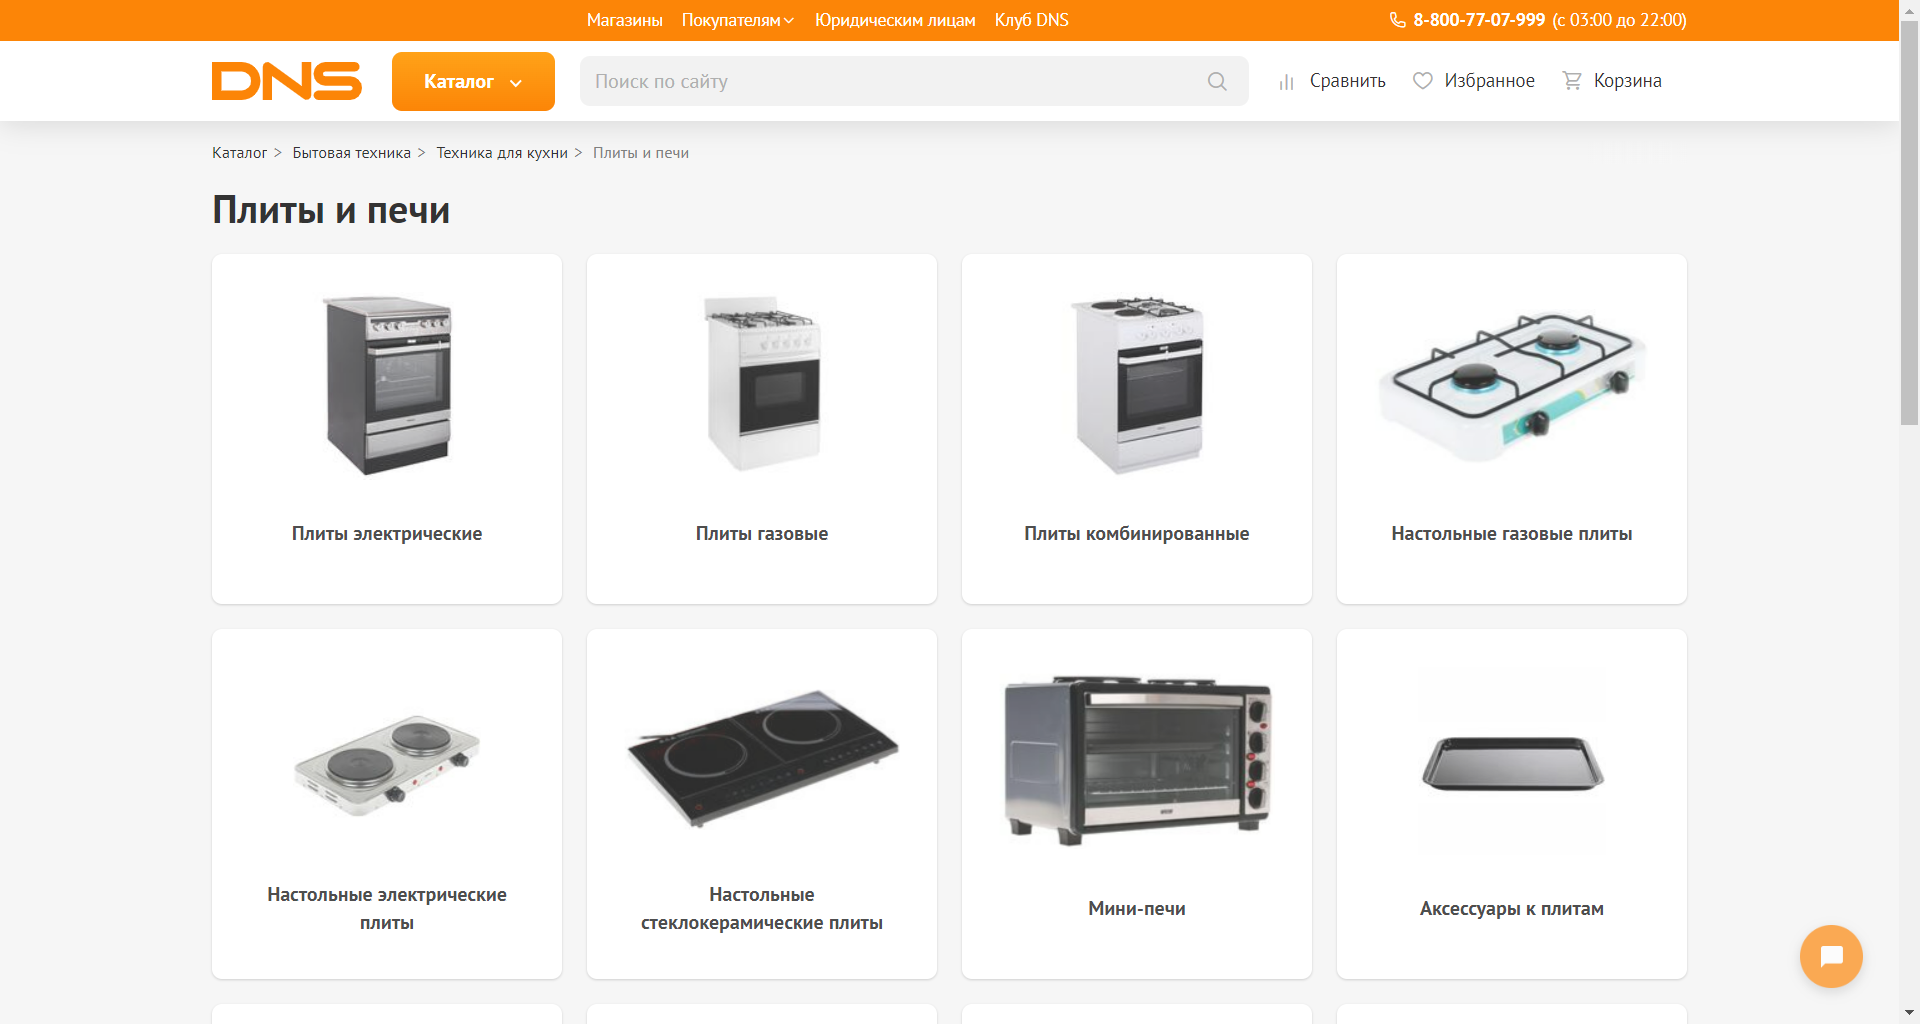 Магазины Покупателям Юридическим лицам Клуб DNS 8-800-77-07-999 (с 03:00 до 22:00)
DNS Каталог Поиск по сайту Сравнить Избранное Корзина
Каталог > Бытовая техника > Техника для кухни > Плиты и печи
Плиты и печи
Плиты электрические
Плиты газовые
Плиты комбинированные
Настольные газовые плиты
Настольные электрические
плиты
Настольные
стеклокерамические плиты
Мини-печи
Аксессуары к плитам